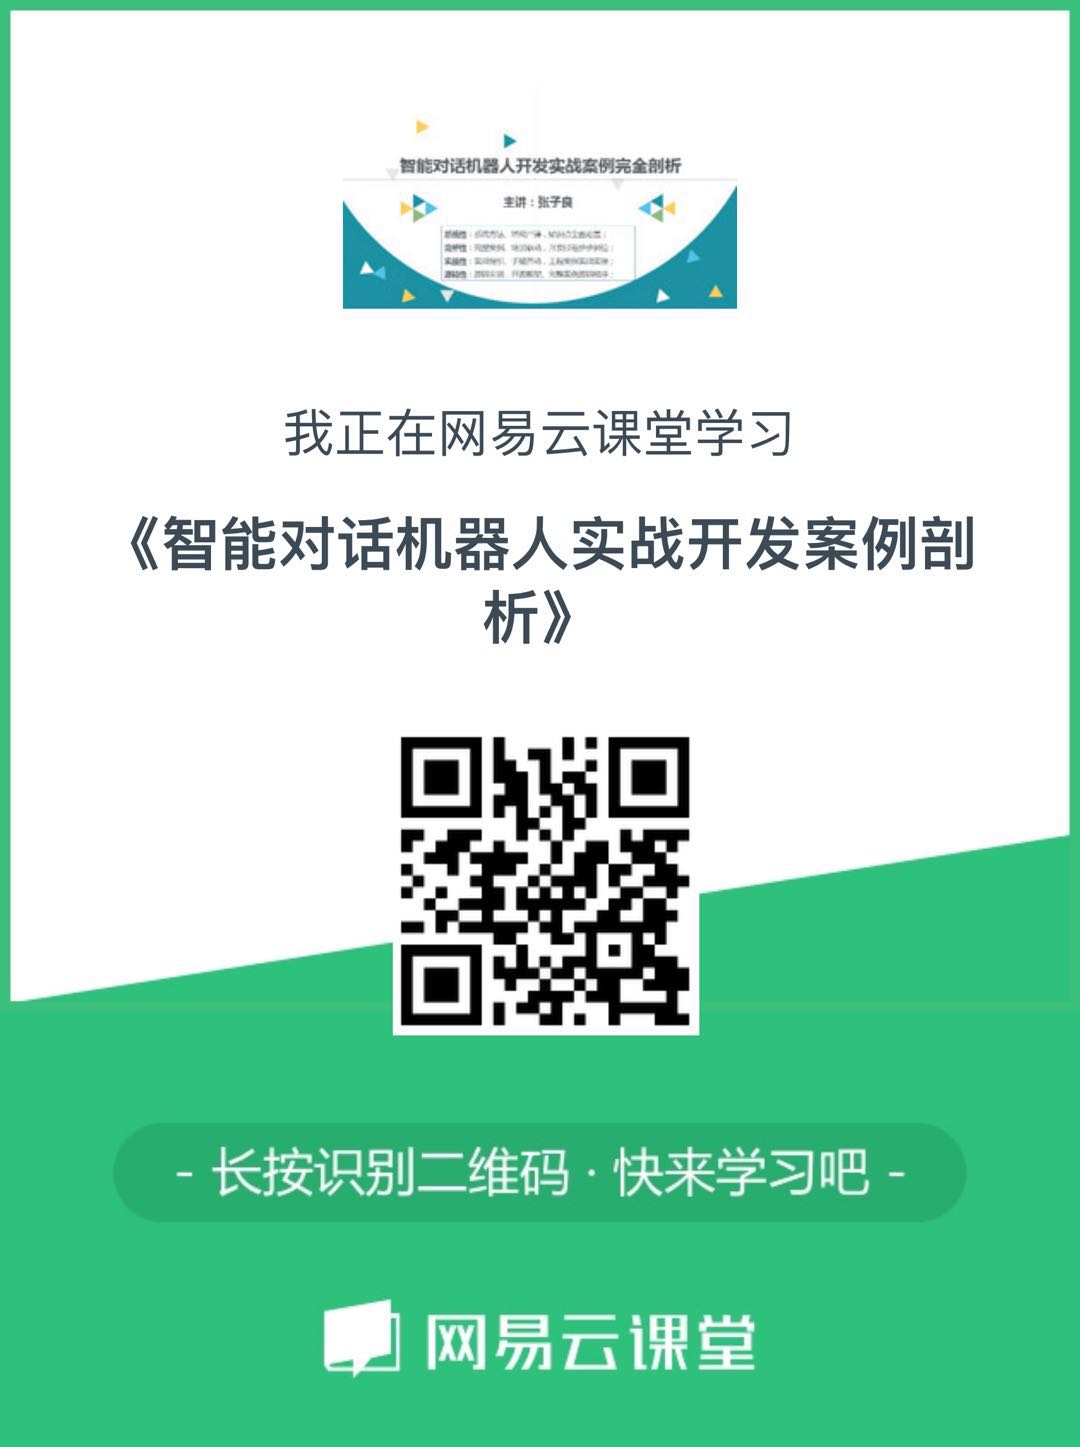 智能对话机器人开发实战案例完全剖析
主讲：张子良
我正在网易云课堂学习
《智能对话机器人实战开发案例剖
析》
- 长按识别二维码 · 快来学习吧 -
网易云课堂